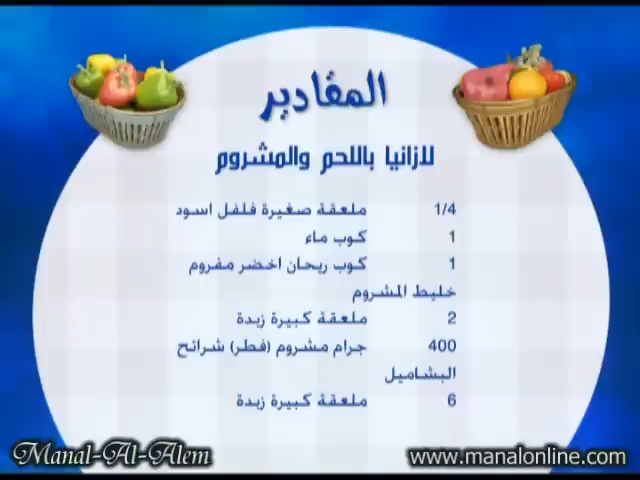 المقادير
لازانيا باللحم والمشروم
1/4 ملعقة صغيرة فلفل اسود
1 كوب ماء
1 كوب ريحان اخضر مفروم
خليط المشروم
2 ملعقة كبيرة زبدة
400 جرام مشروم (فطر) شرائح
البشاميل
6 ملعقة كبيرة زبدة
Manal-Al-Alem
www.manalonline.com